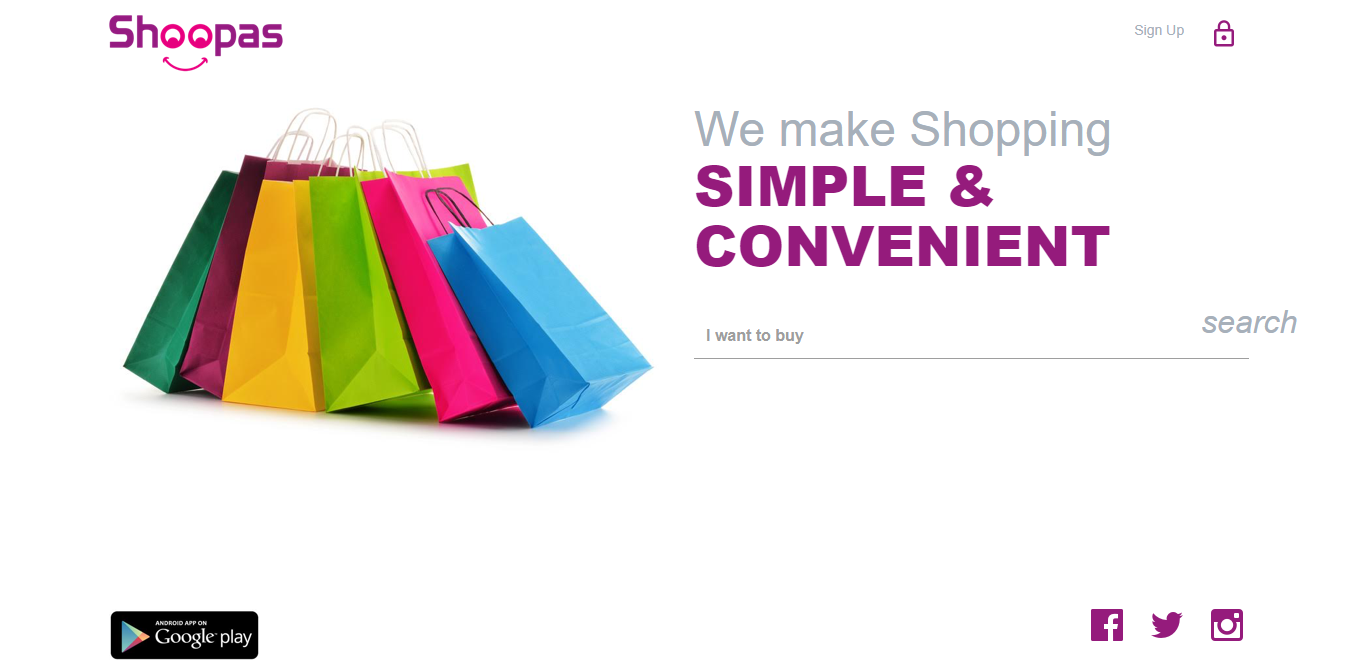 Shoopas
Sign Up
We make Shopping
SIMPLE &
CONVENIENT
search
I want to buy
ANDROID APP ON
Google play